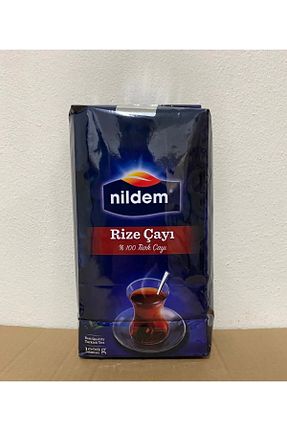 nildem
Rize Çayı
% 100 Türk Çayı